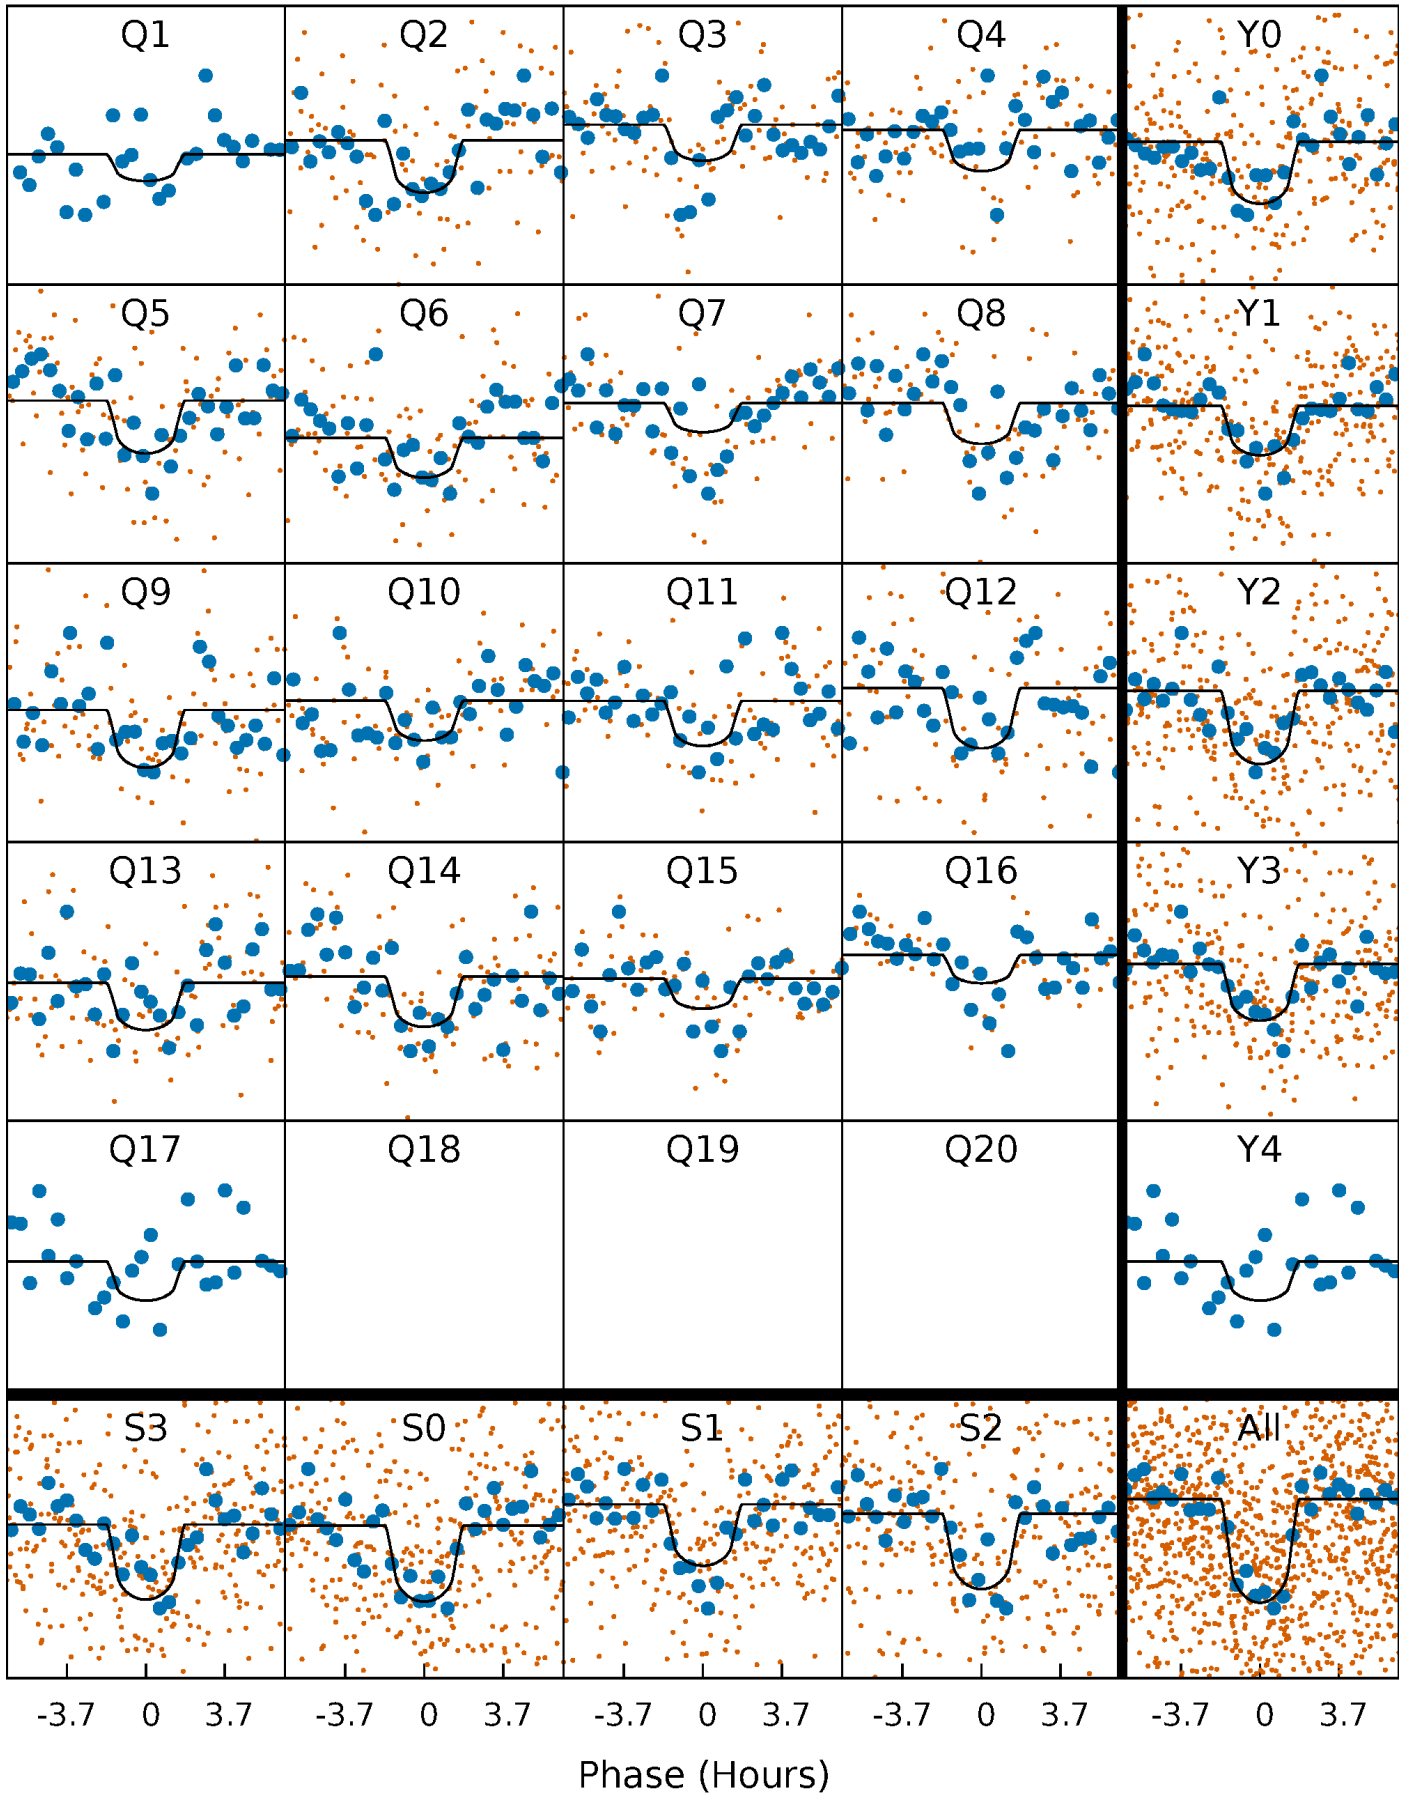 Q1 Q2 Q3 Q4 Y0
Q5 Q6 Q7 Q8 Y1
Q9 Q10 Q11 Q12 Y2
Q13 Q14 Q15 Q16 Y3
Q17 Q18 Q19 Q20 Y4
S3 S0 S1 S2 All
-3.7 0 3.7 -3.7 0 3.7 -3.7 0 3.7 -3.7 0 3.7 -3.7 0 3.7
Phase (Hours)